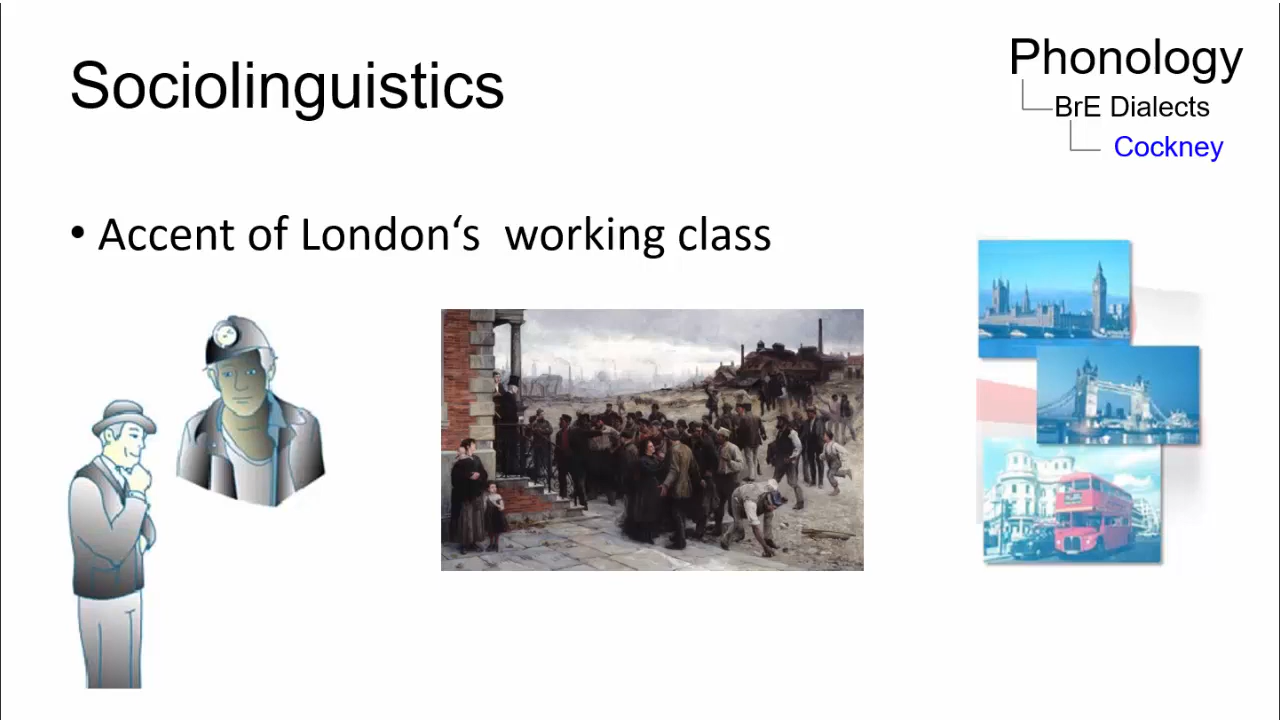 Sociolinguistics
Phonology
BrE Dialects
Cockney
• Accent of London‘s  working class